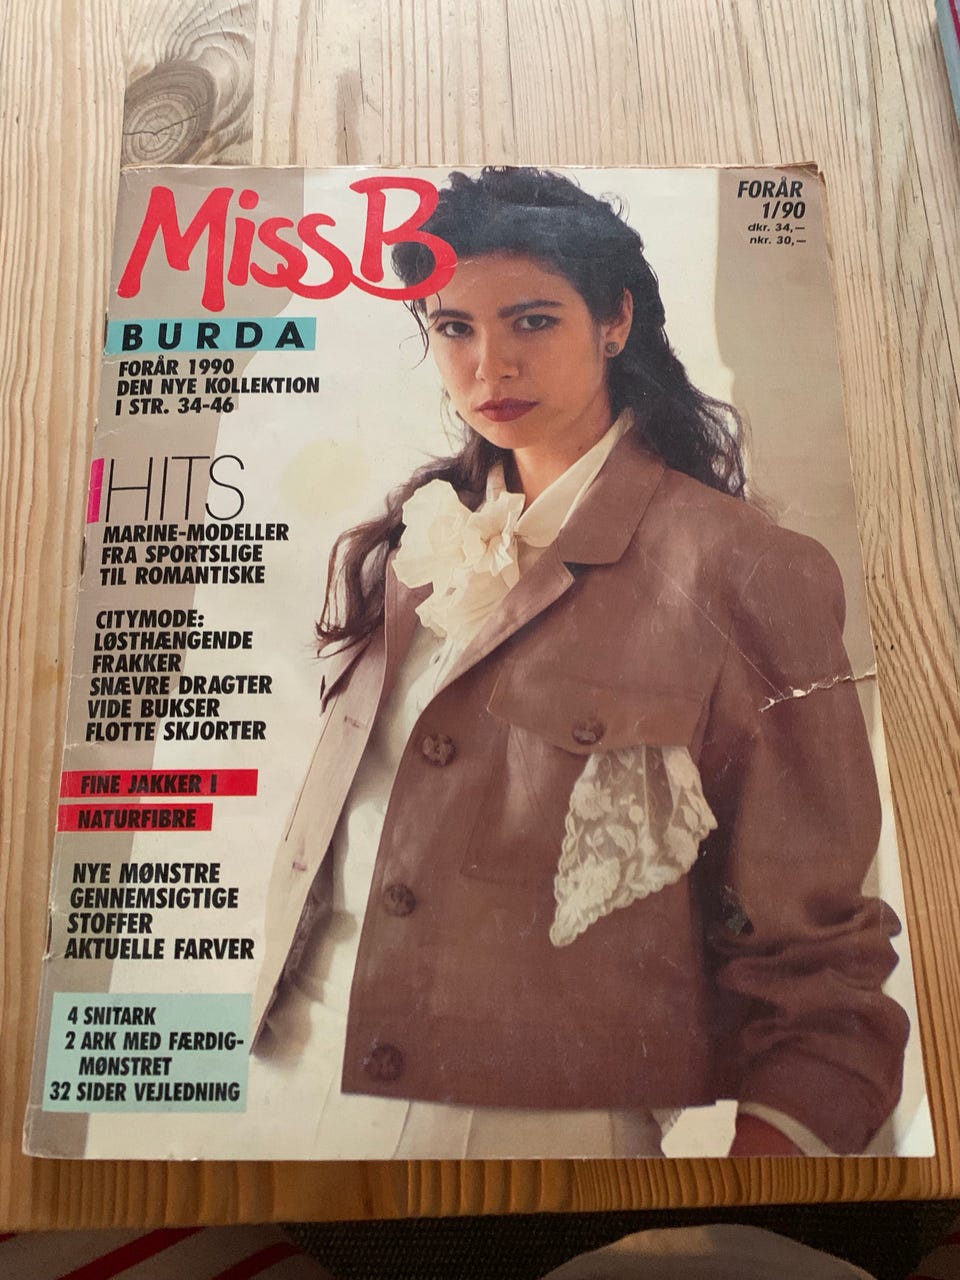 Miss B
FORÅR
1/90
dkr. 34,–
nkr. 30,–
BURDA
FORÅR 1990
DEN NYE KOLLEKTION
I STR. 34-46
HITS
MARINE-MODELLER
FRA SPORTSLIGE
TIL ROMANTISKE
CITYMODE:
LØSTHÆNGENDE
FRAKKER
SNÆVRE DRAGTER
VIDE BUKSER
FLOTTE SKJORTER
FINE JAKKER I
NATURFIBRE
NYE MØNSTRE
GENNEMSIGTIGE
STOFFER
AKTUELLE FARVER
4 SNITARK
2 ARK MED FÆRDIG-
MØNSTRET
32 SIDER VEJLEDNING